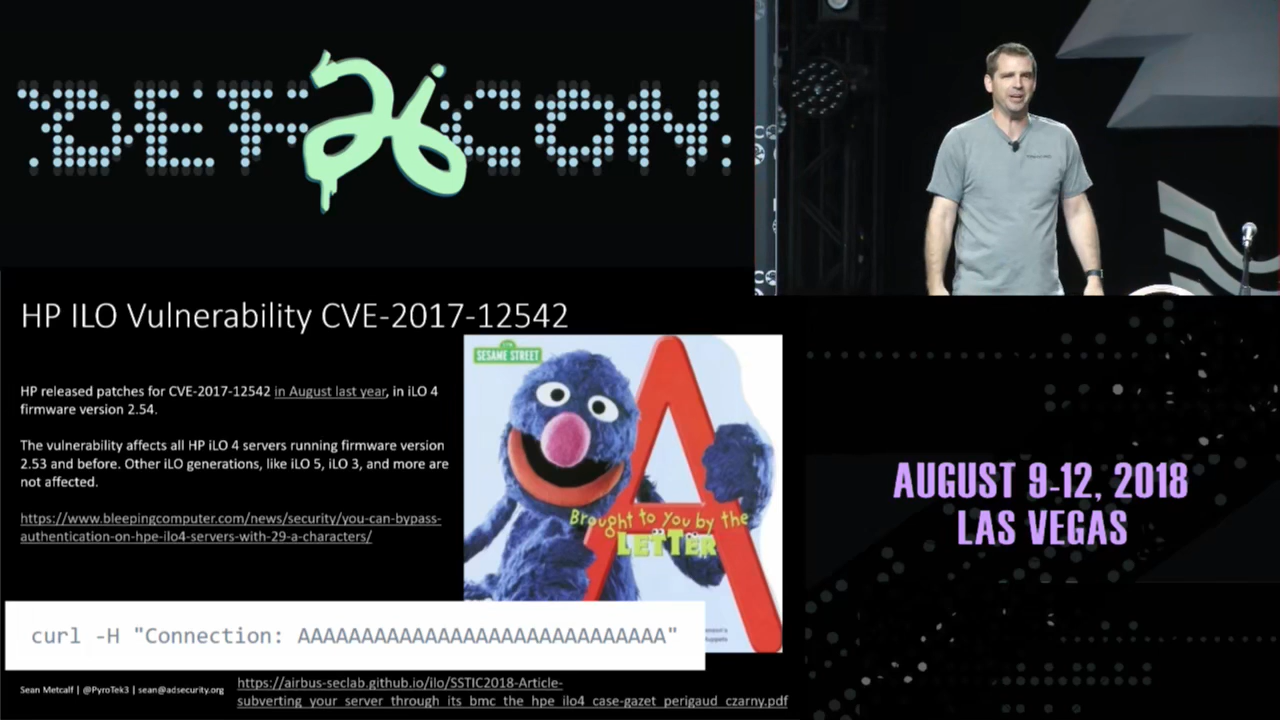 DEF 26 CON
HP ILO Vulnerability CVE-2017-12542
HP released patches for CVE-2017-12542 in August last year, in iLO 4
firmware version 2.54.
The vulnerability affects all HP iLO 4 servers running firmware version
2.53 and before. Other iLO generations, like iLO 5, iLO 3, and more are
not affected.
https://www.bleepingcomputer.com/news/security/you-can-bypass-
authentication-on-hpe-ilo4-servers-with-29-a-characters/
SESAME STREET
A
Brought to You by the
LETTER
curl -H "Connection: AAAAAAAAAAAAAAAAAAAAAAAAAAAAA"
Sean Metcalf | @PyroTek3 | sean@adsecurity.org
https://airbus-seclab.github.io/ilo/SSTIC2018-Article-
subverting_your_server_through_its_bmc_the_hpe_ilo4_case-gazet_perigaud_czarny.pdf
AUGUST 9-12, 2018
LAS VEGAS